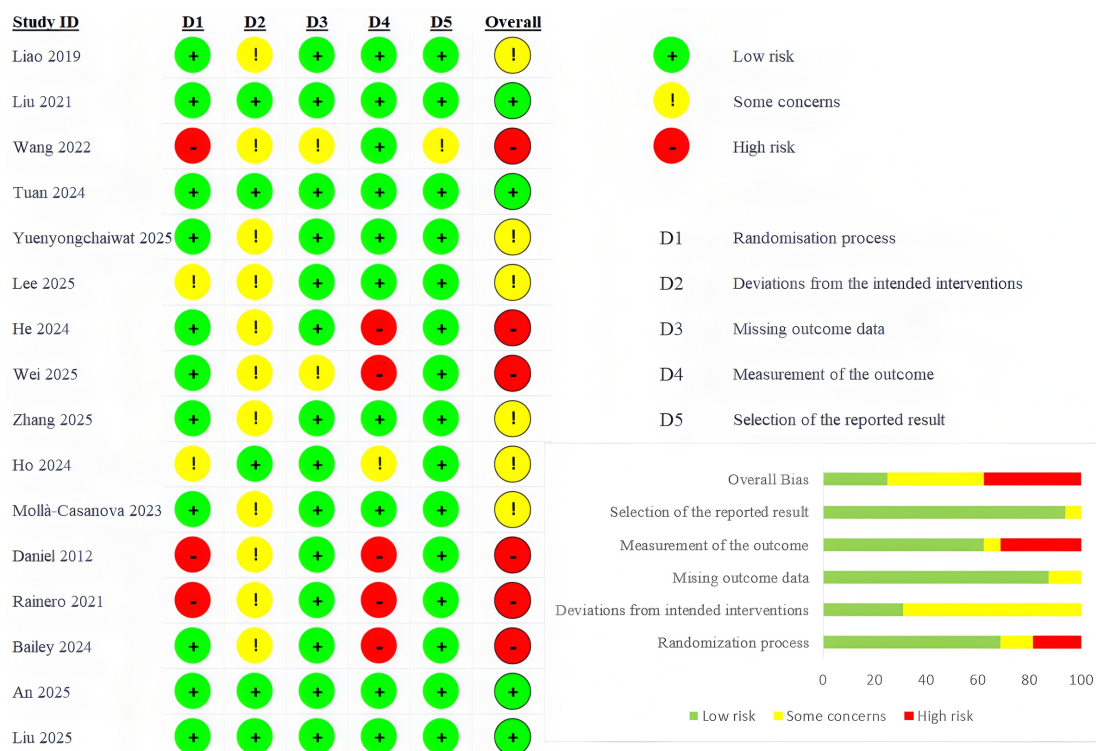 Study ID D1 D2 D3 D4 D5 Overall
Liao 2019 + ! + + + !
Liu 2021 + + + + + +
Wang 2022 - ! ! + ! -
Tuan 2024 + + + + + +
Yuenyongchaiwat 2025 + ! + + + !
Lee 2025 ! ! + + + !
He 2024 + ! + - + -
Wei 2025 + ! ! - + -
Zhang 2025 + ! + + + !
Ho 2024 ! + + ! + !
Mollà-Casanova 2023 + ! + + + !
Daniel 2012 - ! + - + -
Rainero 2021 - ! + - + -
Bailey 2024 + ! + - + -
An 2025 + + + + + +
Liu 2025 + + + + + +
+ Low risk
! Some concerns
- High risk
D1 Randomisation process
D2 Deviations from the intended interventions
D3 Missing outcome data
D4 Measurement of the outcome
D5 Selection of the reported result
Overall Bias
Selection of the reported result
Measurement of the outcome
Mising outcome data
Deviations from intended interventions
Randomization process
0 20 40 60 80 100
Low risk Some concerns High risk